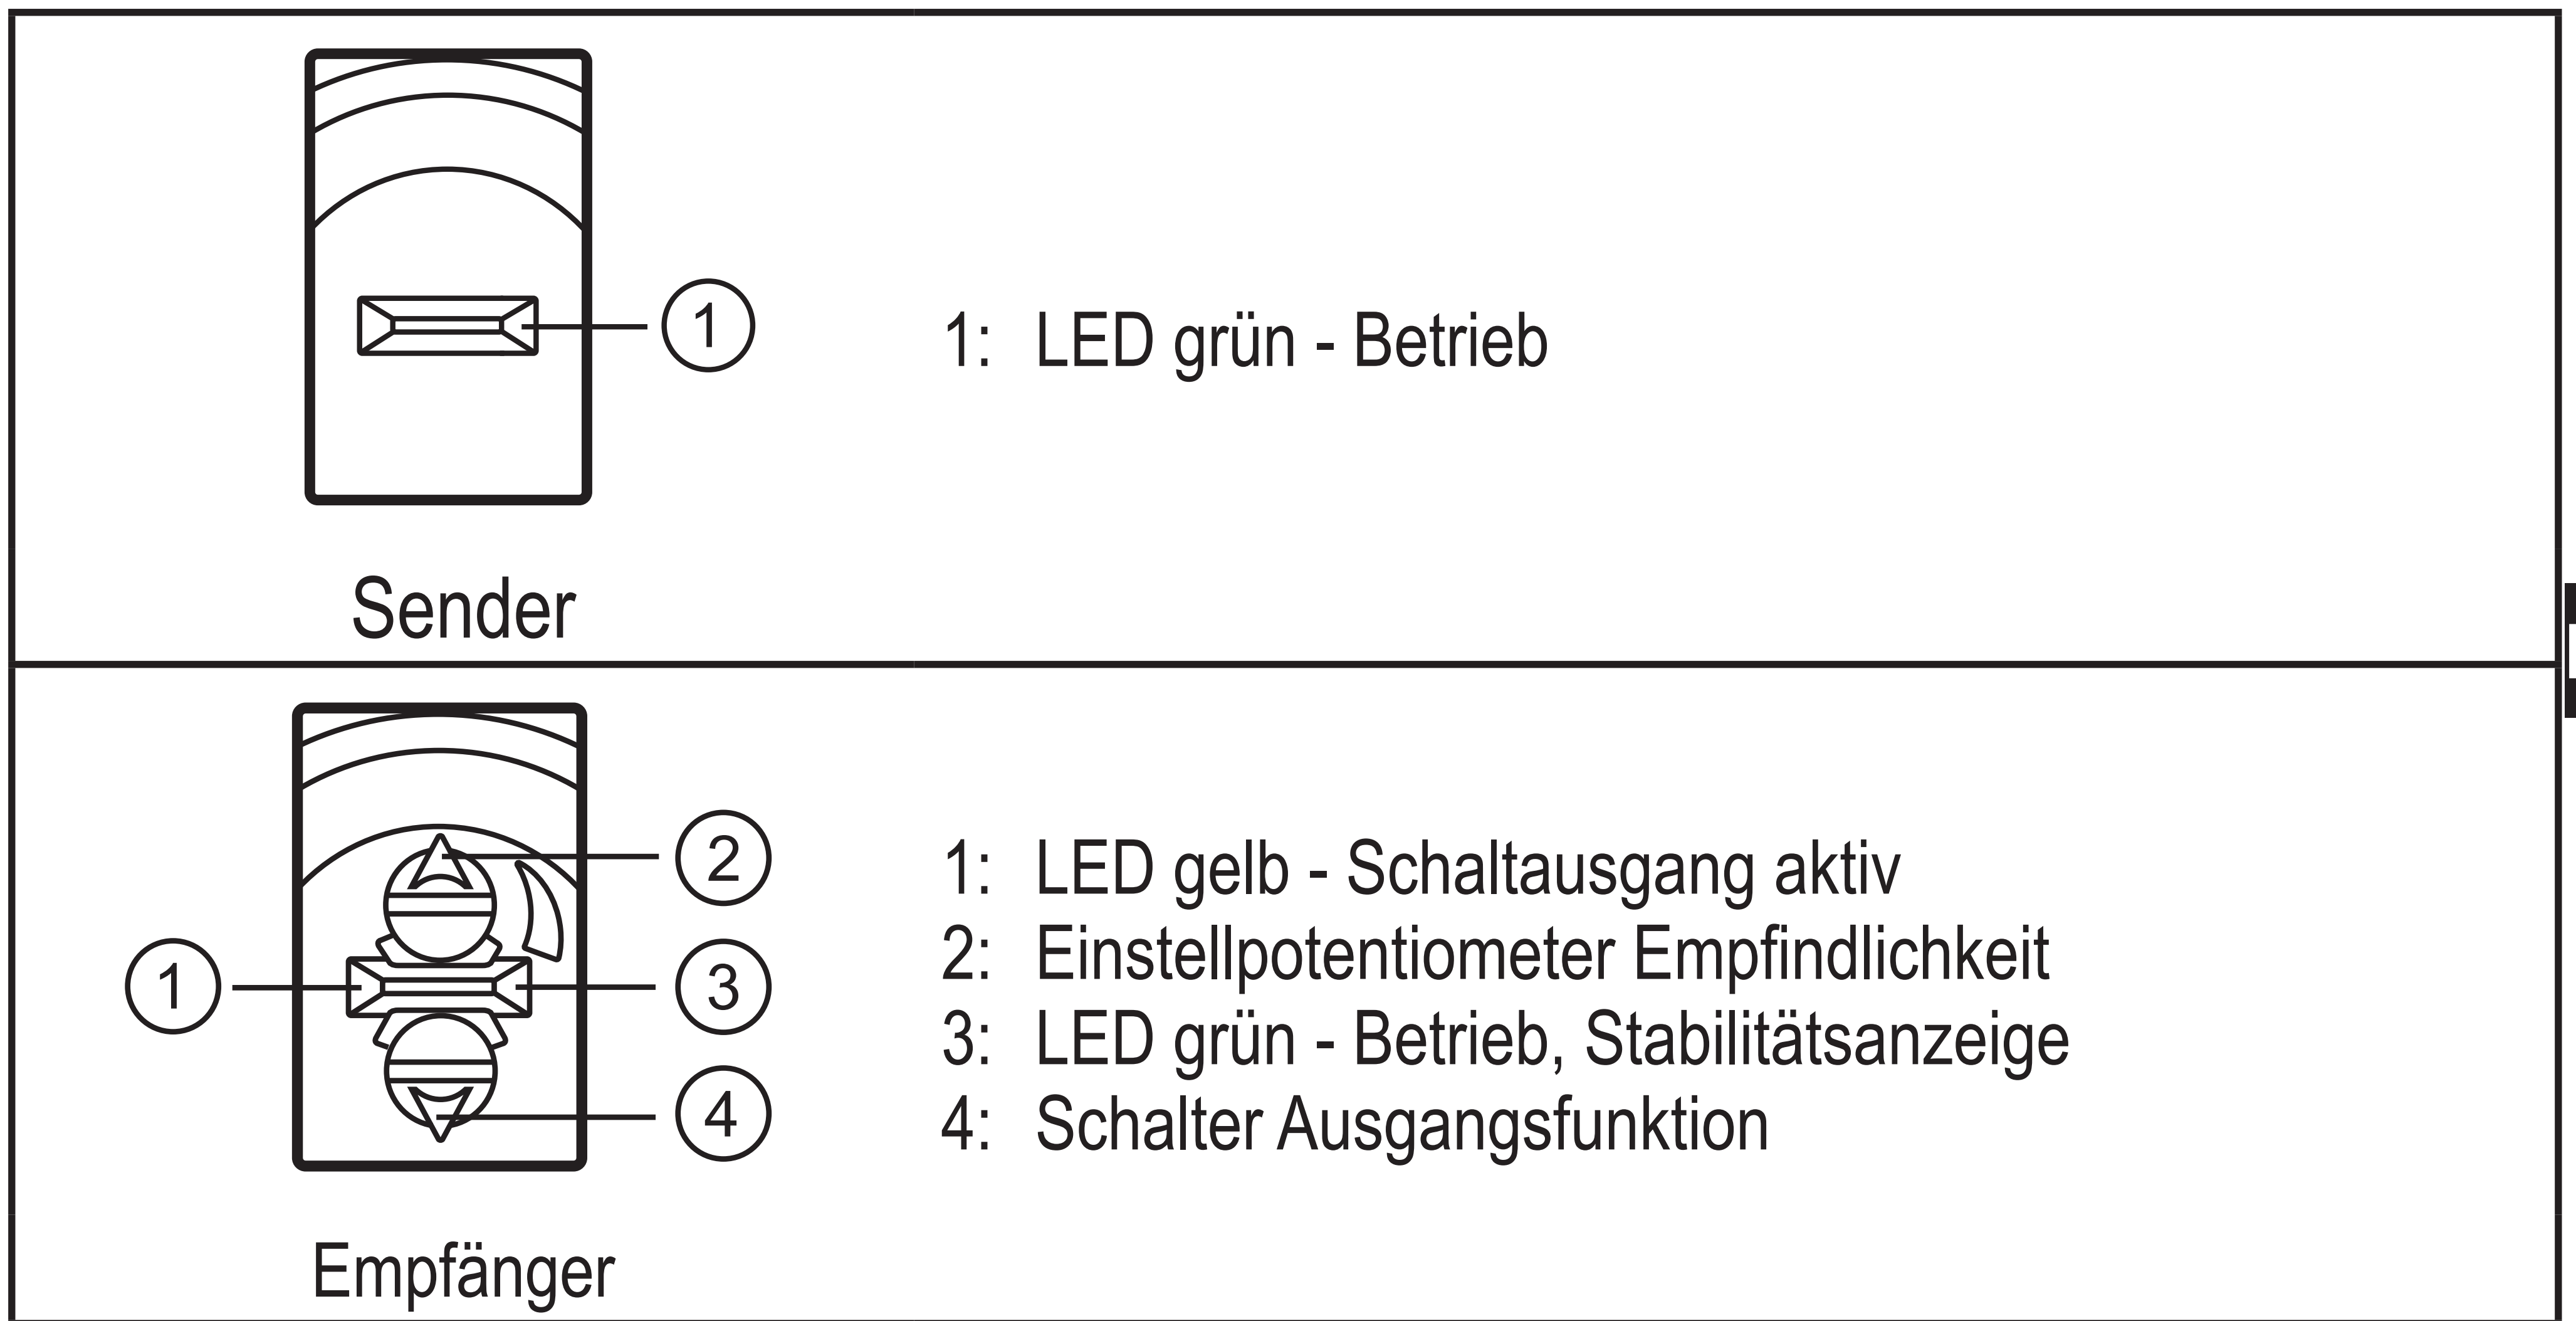 1
1: LED grün - Betrieb
Sender
2
1
3
4
1: LED gelb - Schaltausgang aktiv
2: Einstellpotentiometer Empfindlichkeit
3: LED grün - Betrieb, Stabilitätsanzeige
4: Schalter Ausgangsfunktion
Empfänger